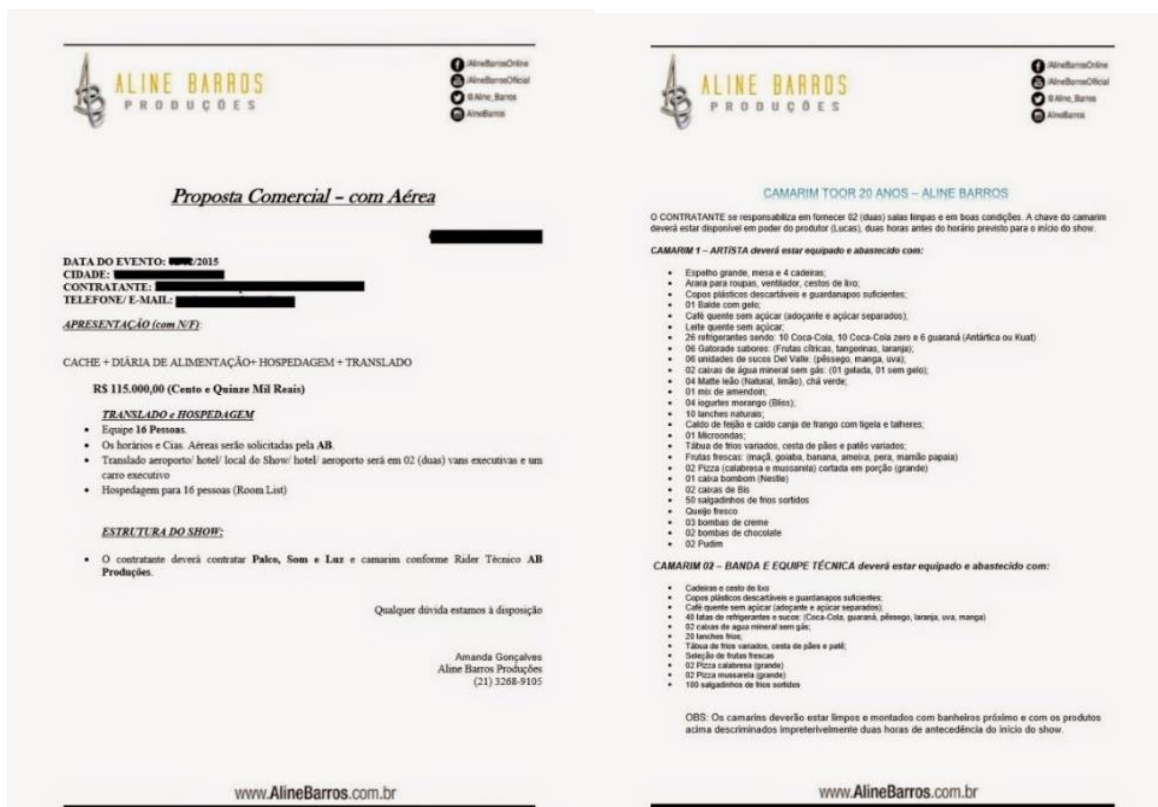 ALINE BARROS
PRODUÇÕES
/AlineBarrosOnline
/AlineBarrosOficial
@Aline_Barros
AlineBarros
Proposta Comercial – com Aérea
DATA DO EVENTO: /2015
CIDADE:
CONTRATANTE:
TELEFONE/ E-MAIL:
APRESENTAÇÃO (com N/F):
CACHE + DIÁRIA DE ALIMENTAÇÃO+ HOSPEDAGEM + TRANSLADO
R$ 115.000,00 (Cento e Quinze Mil Reais)
TRANSLADO e HOSPEDAGEM
• Equipe 16 Pessoas.
• Os horários e Cias. Aéreas serão solicitadas pela AB.
• Translado aeroporto/ hotel/ local do Show/ hotel/ aeroporto será em 02 (duas) vans executivas e um
carro executivo
• Hospedagem para 16 pessoas (Room List)
ESTRUTURA DO SHOW:
• O contratante deverá contratar Palco, Som e Luz e camarim conforme Rider Técnico AB
Produções.
Qualquer dúvida estamos à disposição
Amanda Gonçalves
Aline Barros Produções
(21) 3268-9105
www.AlineBarros.com.br
ALINE BARROS
PRODUÇÕES
/AlineBarrosOnline
/AlineBarrosOficial
@Aline_Barros
AlineBarros
CAMARIM TOOR 20 ANOS – ALINE BARROS
O CONTRATANTE se responsabiliza em fornecer 02 (duas) salas limpas e em boas condições. A chave do camarim
deverá estar disponível em poder do produtor (Lucas), duas horas antes do horário previsto para o início do show.
CAMARIM 1 – ARTÍSTA deverá estar equipado e abastecido com:
• Espelho grande, mesa e 4 cadeiras;
• Arara para roupas, ventilador, cestos de lixo;
• Copos plásticos descartáveis e guardanapos suficientes;
• 01 Balde com gelo;
• Café quente sem açúcar (adoçante e açúcar separados);
• Leite quente sem açúcar;
• 26 refrigerantes sendo: 10 Coca-Cola, 10 Coca-Cola zero e 6 guaraná (Antártica ou Kuat)
• 06 Gatorade sabores: (Frutas cítricas, tangerinas, laranja);
• 06 unidades de sucos Del Valle: (pêssego, manga, uva);
• 02 caixas de água mineral sem gás: (01 gelada, 01 sem gelo);
• 04 Matte leão (Natural, limão), chá verde;
• 01 mix de amendoin;
• 04 iogurtes morango (Bliss);
• 10 lanches naturais;
• Caldo de feijão e caldo canja de frango com tigela e talheres;
• 01 Microondas;
• Tábua de frios variados, cesta de pães e patês variados;
• Frutas frescas: (maçã, goiaba, banana, ameixa, pera, mamão papaia)
• 02 Pizza (calabresa e mussarela) cortada em porção (grande)
• 01 caixa bombom (Nestle)
• 02 caixas de Bis
• 50 salgadinhos de frios sortidos
• Queijo fresco
• 03 bombas de creme
• 02 bombas de chocolate
• 02 Pudim
CAMARIM 02 – BANDA E EQUIPE TÉCNICA deverá estar equipado e abastecido com:
• Cadeiras e cesto de lixo
• Copos plásticos descartáveis e guardanapos suficientes;
• Café quente sem açúcar (adoçante e açúcar separados);
• 40 latas de refrigerantes e sucos: (Coca-Cola, guaraná, pêssego, laranja, uva, manga)
• 02 caixas de agua mineral sem gás;
• 20 lanches frios;
• Tábua de frios variados, cesta de pães e patê;
• Seleção de frutas frescas
• 02 Pizza calabresa (grande)
• 02 Pizza mussarela (grande)
• 100 salgadinhos de frios sortidos
OBS: Os camarins deverão estar limpos e montados com banheiros próximo e com os produtos
acima descriminados impreterivelmente duas horas de antecedência do início do show.
www.AlineBarros.com.br